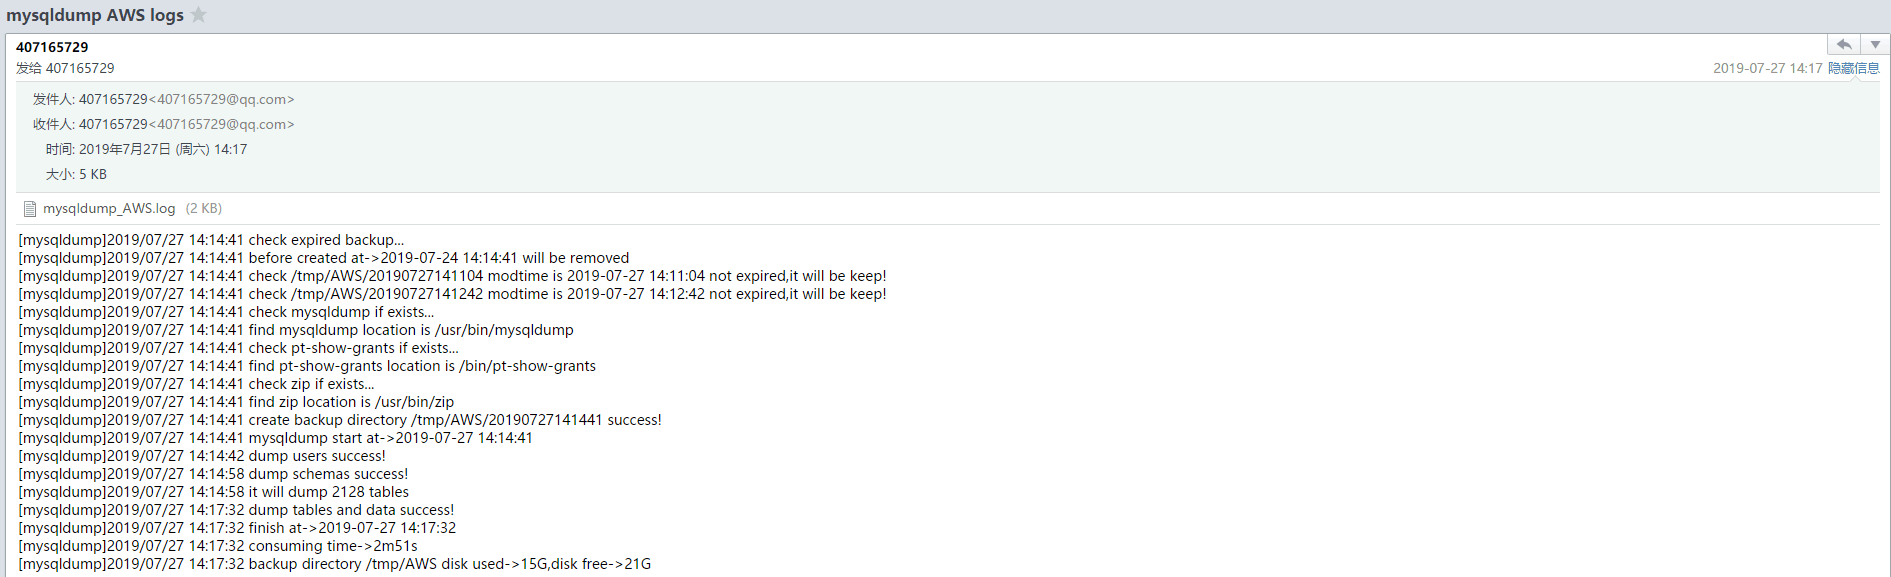 mysqldump AWS logs
407165729
发给 407165729
2019-07-27 14:17 隐藏信息
发件人: 407165729<407165729@qq.com>
收件人: 407165729<407165729@qq.com>
时间: 2019年7月27日 (周六) 14:17
大小: 5 KB
mysqldump_AWS.log (2 KB)
[mysqldump]2019/07/27 14:14:41 check expired backup...
[mysqldump]2019/07/27 14:14:41 before created at->2019-07-24 14:14:41 will be removed
[mysqldump]2019/07/27 14:14:41 check /tmp/AWS/20190727141104 modtime is 2019-07-27 14:11:04 not expired,it will be keep!
[mysqldump]2019/07/27 14:14:41 check /tmp/AWS/20190727141242 modtime is 2019-07-27 14:12:42 not expired,it will be keep!
[mysqldump]2019/07/27 14:14:41 check mysqldump if exists...
[mysqldump]2019/07/27 14:14:41 find mysqldump location is /usr/bin/mysqldump
[mysqldump]2019/07/27 14:14:41 check pt-show-grants if exists...
[mysqldump]2019/07/27 14:14:41 find pt-show-grants location is /bin/pt-show-grants
[mysqldump]2019/07/27 14:14:41 check zip if exists...
[mysqldump]2019/07/27 14:14:41 find zip location is /usr/bin/zip
[mysqldump]2019/07/27 14:14:41 create backup directory /tmp/AWS/20190727141441 success!
[mysqldump]2019/07/27 14:14:41 mysqldump start at->2019-07-27 14:14:41
[mysqldump]2019/07/27 14:14:42 dump users success!
[mysqldump]2019/07/27 14:14:58 dump schemas success!
[mysqldump]2019/07/27 14:14:58 it will dump 2128 tables
[mysqldump]2019/07/27 14:17:32 dump tables and data success!
[mysqldump]2019/07/27 14:17:32 finish at->2019-07-27 14:17:32
[mysqldump]2019/07/27 14:17:32 consuming time->2m51s
[mysqldump]2019/07/27 14:17:32 backup directory /tmp/AWS disk used->15G,disk free->21G